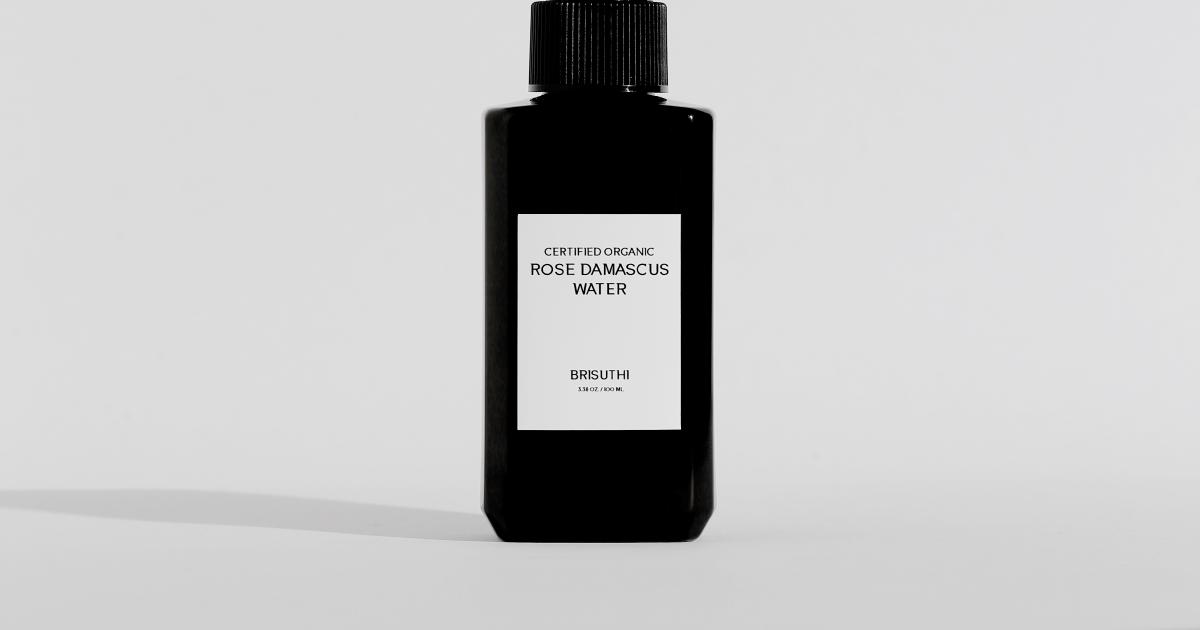 CERTIFIED ORGANIC
ROSE DAMASCUS
WATER
BRISUTHI
3.38 OZ. / 100 ML.